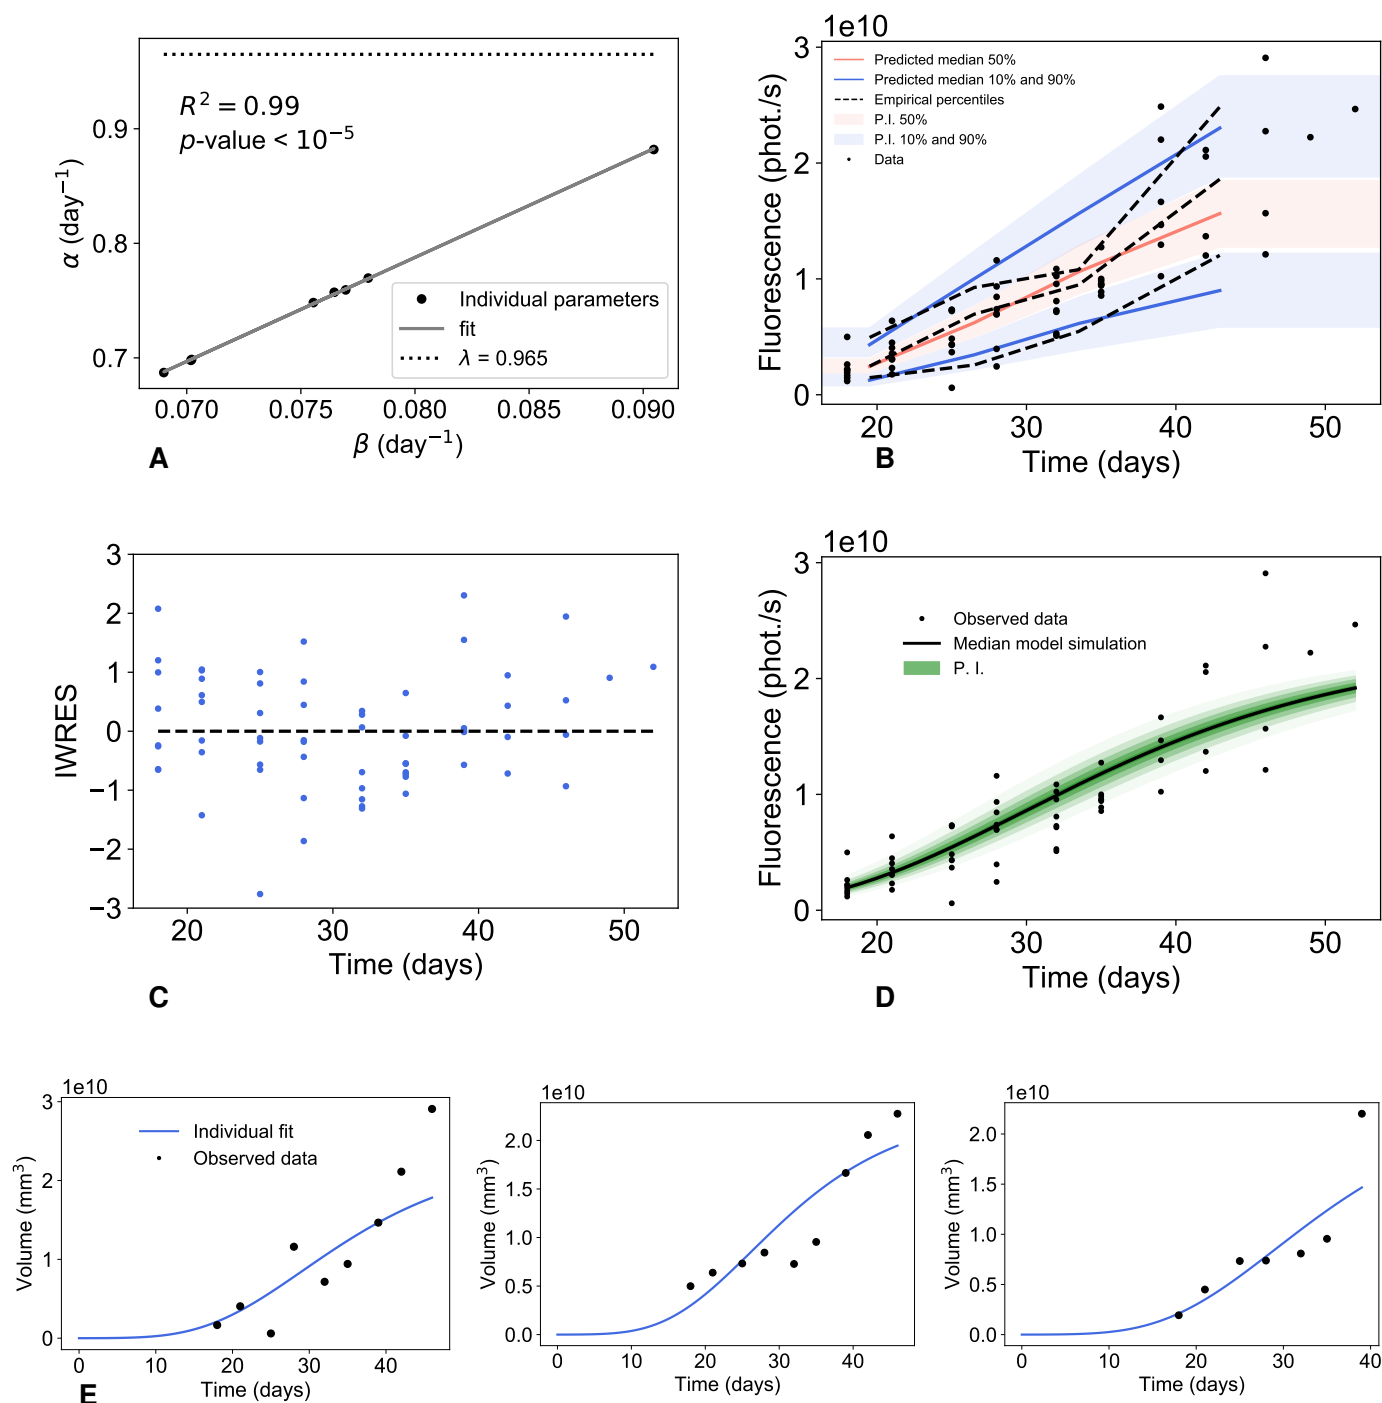 R² = 0.99
p-value < 10⁻⁵
0.9
0.8
0.7
α (day⁻¹)
Individual parameters
fit
λ = 0.965
0.070 0.075 0.080 0.085 0.090
β (day⁻¹)
A
1e10
Predicted median 50%
Predicted median 10% and 90%
Empirical percentiles
P.I. 50%
P.I. 10% and 90%
Data
3
2
1
0
Fluorescence (phot./s)
20 30 40 50
Time (days)
B
3
2
1
0
−1
−2
−3
IWRES
20 30 40 50
Time (days)
C
1e10
Observed data
Median model simulation
P. I.
3
2
1
0
Fluorescence (phot./s)
20 30 40 50
Time (days)
D
1e10
Individual fit
Observed data
3
2
1
0
Volume (mm³)
0 10 20 30 40
Time (days)
E
1e10
2.0
1.5
1.0
0.5
0.0
Volume (mm³)
0 10 20 30 40
Time (days)
1e10
2.0
1.5
1.0
0.5
0.0
Volume (mm³)
0 10 20 30 40
Time (days)